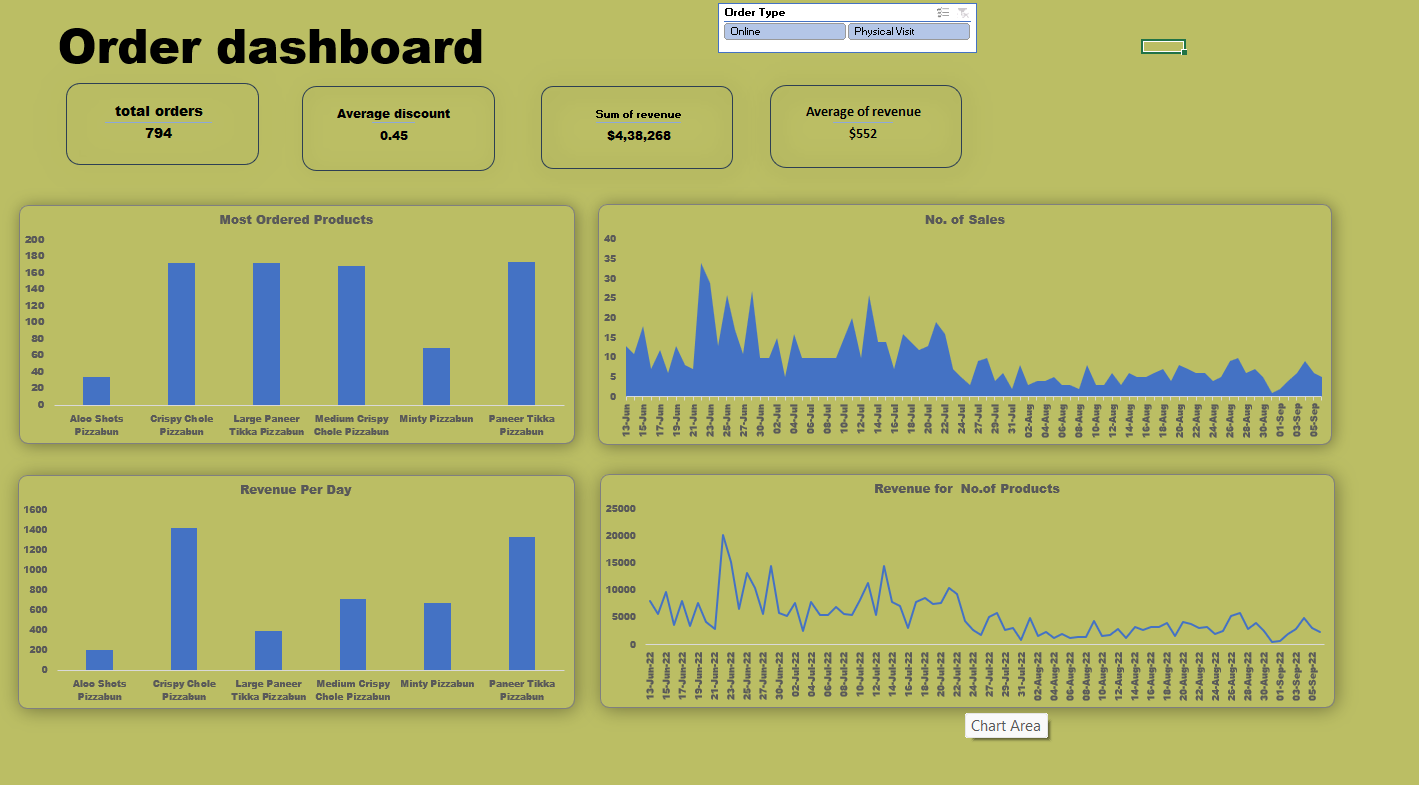 Order Type
Online Physical Visit
Order dashboard
total orders
794
Average discount
0.45
Sum of revenue
$4,38,268
Average of revenue
$552
Most Ordered Products
200
180
160
140
120
100
80
60
40
20
0
Aloo Shots Pizzabun
Crispy Chole Pizzabun
Large Paneer Tikka Pizzabun
Medium Crispy Chole Pizzabun
Minty Pizzabun
Paneer Tikka Pizzabun
No. of Sales
40
35
30
25
20
15
10
5
0
13-Jun
15-Jun
17-Jun
19-Jun
21-Jun
23-Jun
25-Jun
27-Jun
30-Jun
02-Jul
04-Jul
06-Jul
08-Jul
10-Jul
12-Jul
14-Jul
16-Jul
18-Jul
20-Jul
22-Jul
24-Jul
27-Jul
29-Jul
31-Jul
02-Aug
04-Aug
06-Aug
08-Aug
10-Aug
12-Aug
14-Aug
16-Aug
18-Aug
20-Aug
22-Aug
24-Aug
26-Aug
28-Aug
30-Aug
01-Sep
03-Sep
05-Sep
Revenue Per Day
1600
1400
1200
1000
800
600
400
200
0
Aloo Shots Pizzabun
Crispy Chole Pizzabun
Large Paneer Tikka Pizzabun
Medium Crispy Chole Pizzabun
Minty Pizzabun
Paneer Tikka Pizzabun
Revenue for No.of Products
25000
20000
15000
10000
5000
0
13-Jun-22
15-Jun-22
17-Jun-22
19-Jun-22
21-Jun-22
23-Jun-22
25-Jun-22
27-Jun-22
30-Jun-22
02-Jul-22
04-Jul-22
06-Jul-22
08-Jul-22
10-Jul-22
12-Jul-22
14-Jul-22
16-Jul-22
18-Jul-22
20-Jul-22
22-Jul-22
24-Jul-22
27-Jul-22
29-Jul-22
31-Jul-22
02-Aug-22
04-Aug-22
06-Aug-22
08-Aug-22
10-Aug-22
12-Aug-22
14-Aug-22
16-Aug-22
18-Aug-22
20-Aug-22
22-Aug-22
24-Aug-22
26-Aug-22
28-Aug-22
30-Aug-22
01-Sep-22
03-Sep-22
05-Sep-22
Chart Area